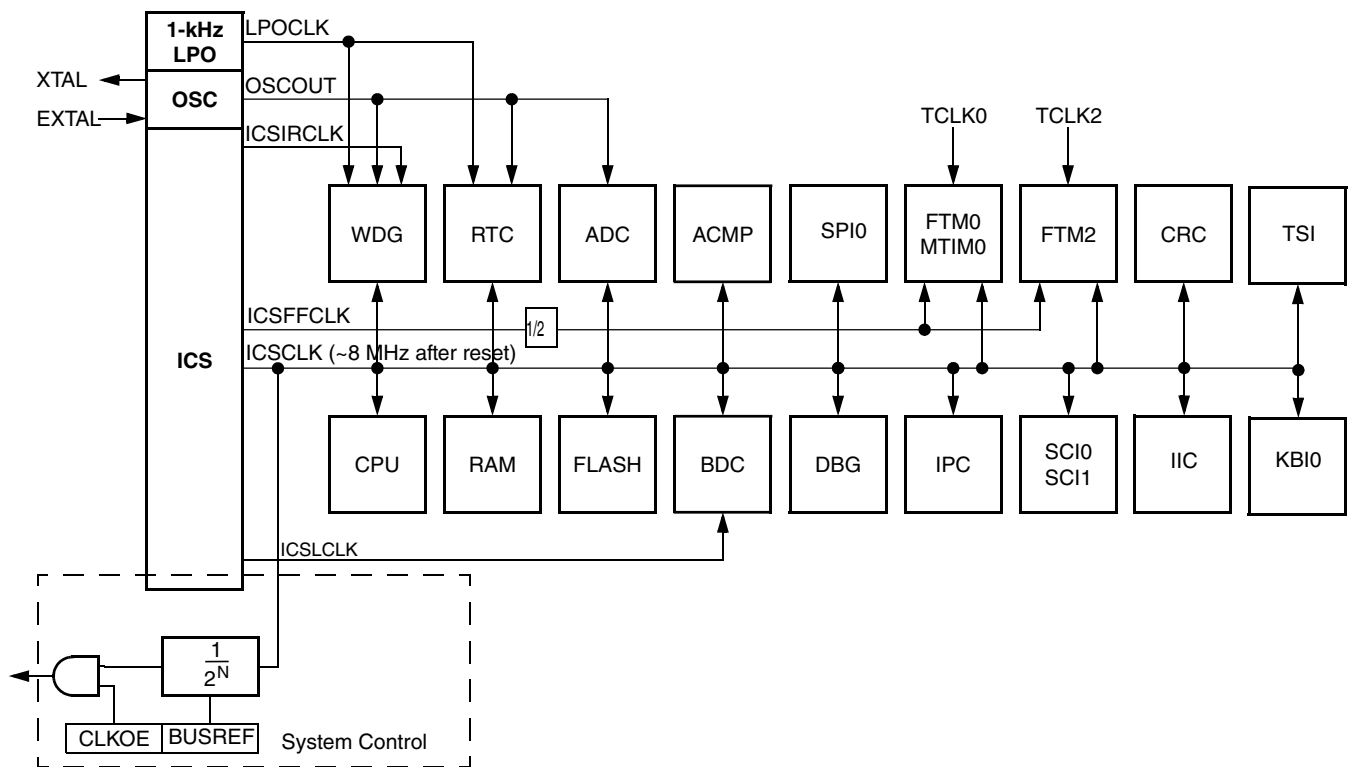 1-kHz
LPO
LPOCLK
XTAL
OSC
OSCOUT
EXTAL
ICSIRCLK
TCLK0
TCLK2
WDG
RTC
ADC
ACMP
SPI0
FTM0
MTIM0
FTM2
CRC
TSI
ICSFFCLK
1/2
ICS
ICSCLK (~8 MHz after reset)
CPU
RAM
FLASH
BDC
DBG
IPC
SCI0
SCI1
IIC
KBI0
ICSLCLK
1
2^N
CLKOE
BUSREF
System Control